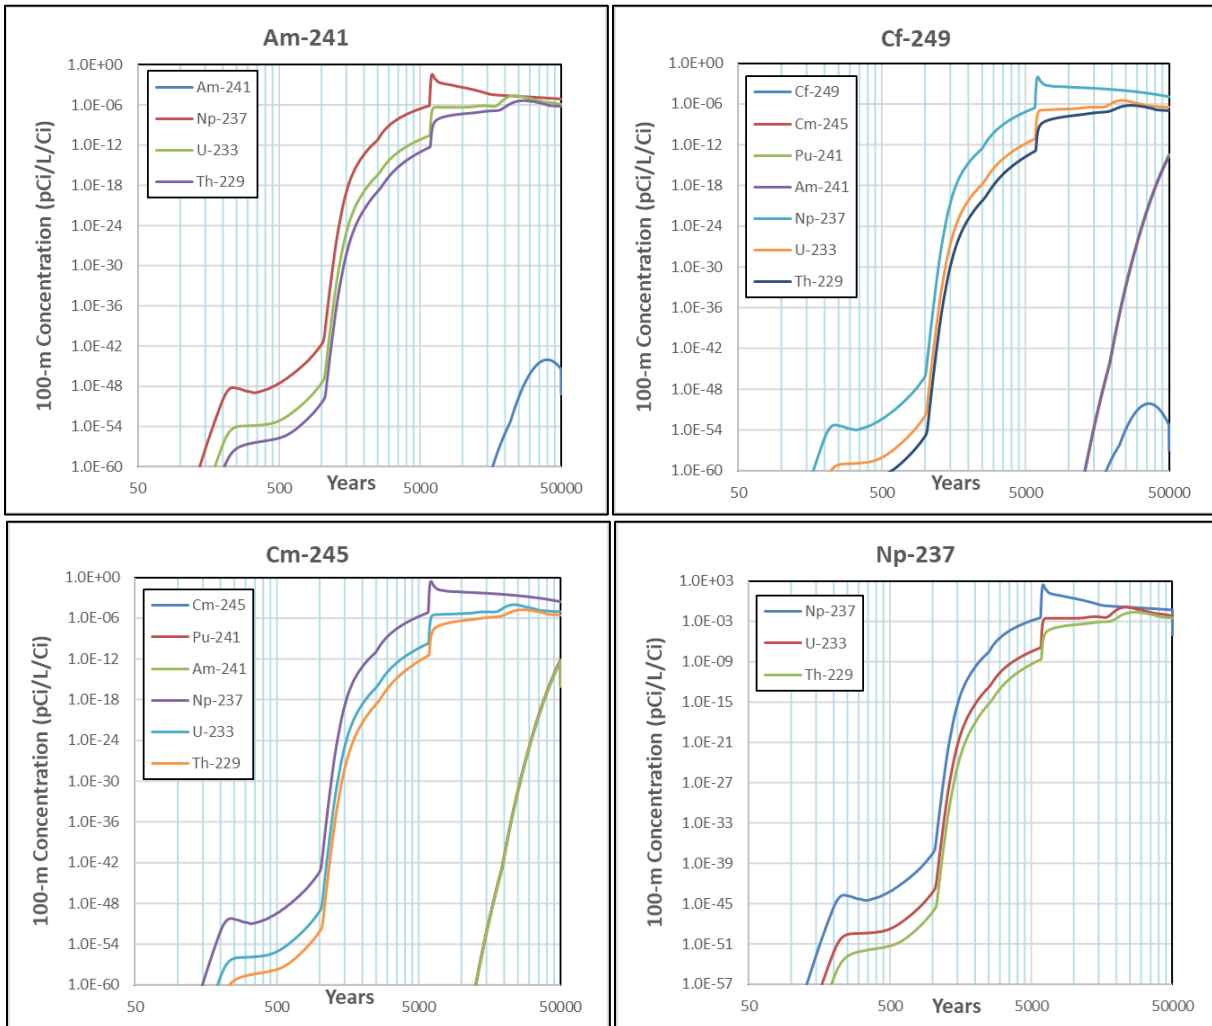 Am-241
100-m Concentration (pCi/L/Ci)
1.0E+00
1.0E-06
1.0E-12
1.0E-18
1.0E-24
1.0E-30
1.0E-36
1.0E-42
1.0E-48
1.0E-54
1.0E-60
Am-241
Np-237
U-233
Th-229
50
500
5000
50000
Years
Cf-249
100-m Concentration (pCi/L/Ci)
1.0E+00
1.0E-06
1.0E-12
1.0E-18
1.0E-24
1.0E-30
1.0E-36
1.0E-42
1.0E-48
1.0E-54
1.0E-60
Cf-249
Cm-245
Pu-241
Am-241
Np-237
U-233
Th-229
50
500
5000
50000
Years
Cm-245
100-m Concentration (pCi/L/Ci)
1.0E+00
1.0E-06
1.0E-12
1.0E-18
1.0E-24
1.0E-30
1.0E-36
1.0E-42
1.0E-48
1.0E-54
1.0E-60
Cm-245
Pu-241
Am-241
Np-237
U-233
Th-229
50
500
5000
50000
Years
Np-237
100-m Concentration (pCi/L/Ci)
1.0E+03
1.0E-03
1.0E-09
1.0E-15
1.0E-21
1.0E-27
1.0E-33
1.0E-39
1.0E-45
1.0E-51
1.0E-57
Np-237
U-233
Th-229
50
500
5000
50000
Years